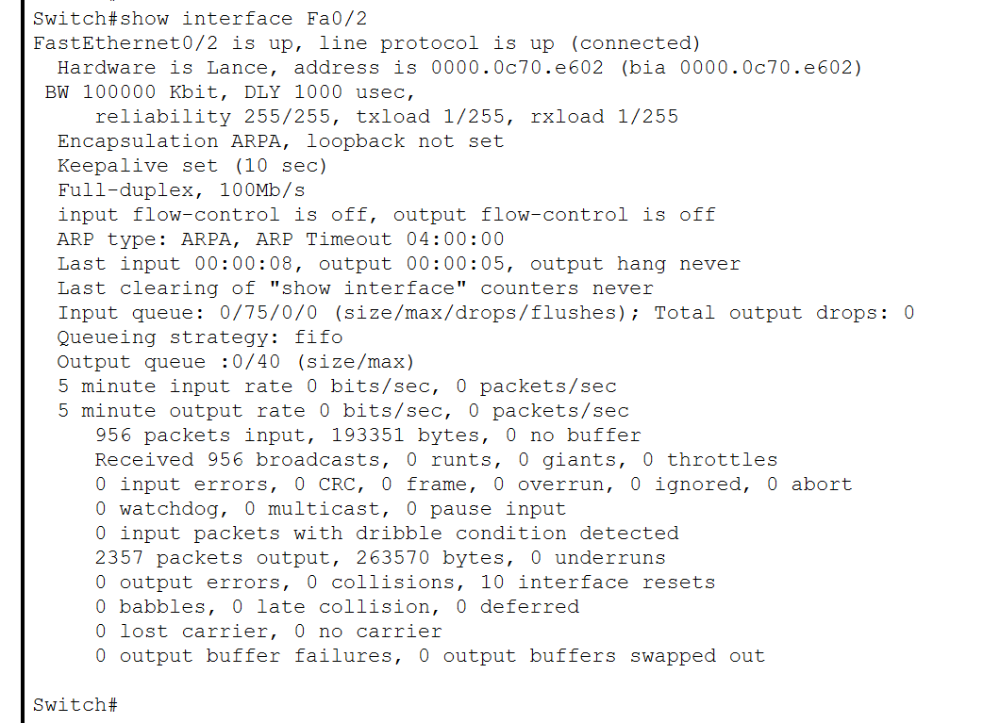 Switch#show interface Fa0/2
FastEthernet0/2 is up, line protocol is up (connected)
  Hardware is Lance, address is 0000.0c70.e602 (bia 0000.0c70.e602)
 BW 100000 Kbit, DLY 1000 usec,
     reliability 255/255, txload 1/255, rxload 1/255
  Encapsulation ARPA, loopback not set
  Keepalive set (10 sec)
  Full-duplex, 100Mb/s
  input flow-control is off, output flow-control is off
  ARP type: ARPA, ARP Timeout 04:00:00
  Last input 00:00:08, output 00:00:05, output hang never
  Last clearing of "show interface" counters never
  Input queue: 0/75/0/0 (size/max/drops/flushes); Total output drops: 0
  Queueing strategy: fifo
  Output queue :0/40 (size/max)
  5 minute input rate 0 bits/sec, 0 packets/sec
  5 minute output rate 0 bits/sec, 0 packets/sec
     956 packets input, 193351 bytes, 0 no buffer
     Received 956 broadcasts, 0 runts, 0 giants, 0 throttles
     0 input errors, 0 CRC, 0 frame, 0 overrun, 0 ignored, 0 abort
     0 watchdog, 0 multicast, 0 pause input
     0 input packets with dribble condition detected
     2357 packets output, 263570 bytes, 0 underruns
     0 output errors, 0 collisions, 10 interface resets
     0 babbles, 0 late collision, 0 deferred
     0 lost carrier, 0 no carrier
     0 output buffer failures, 0 output buffers swapped out
Switch#